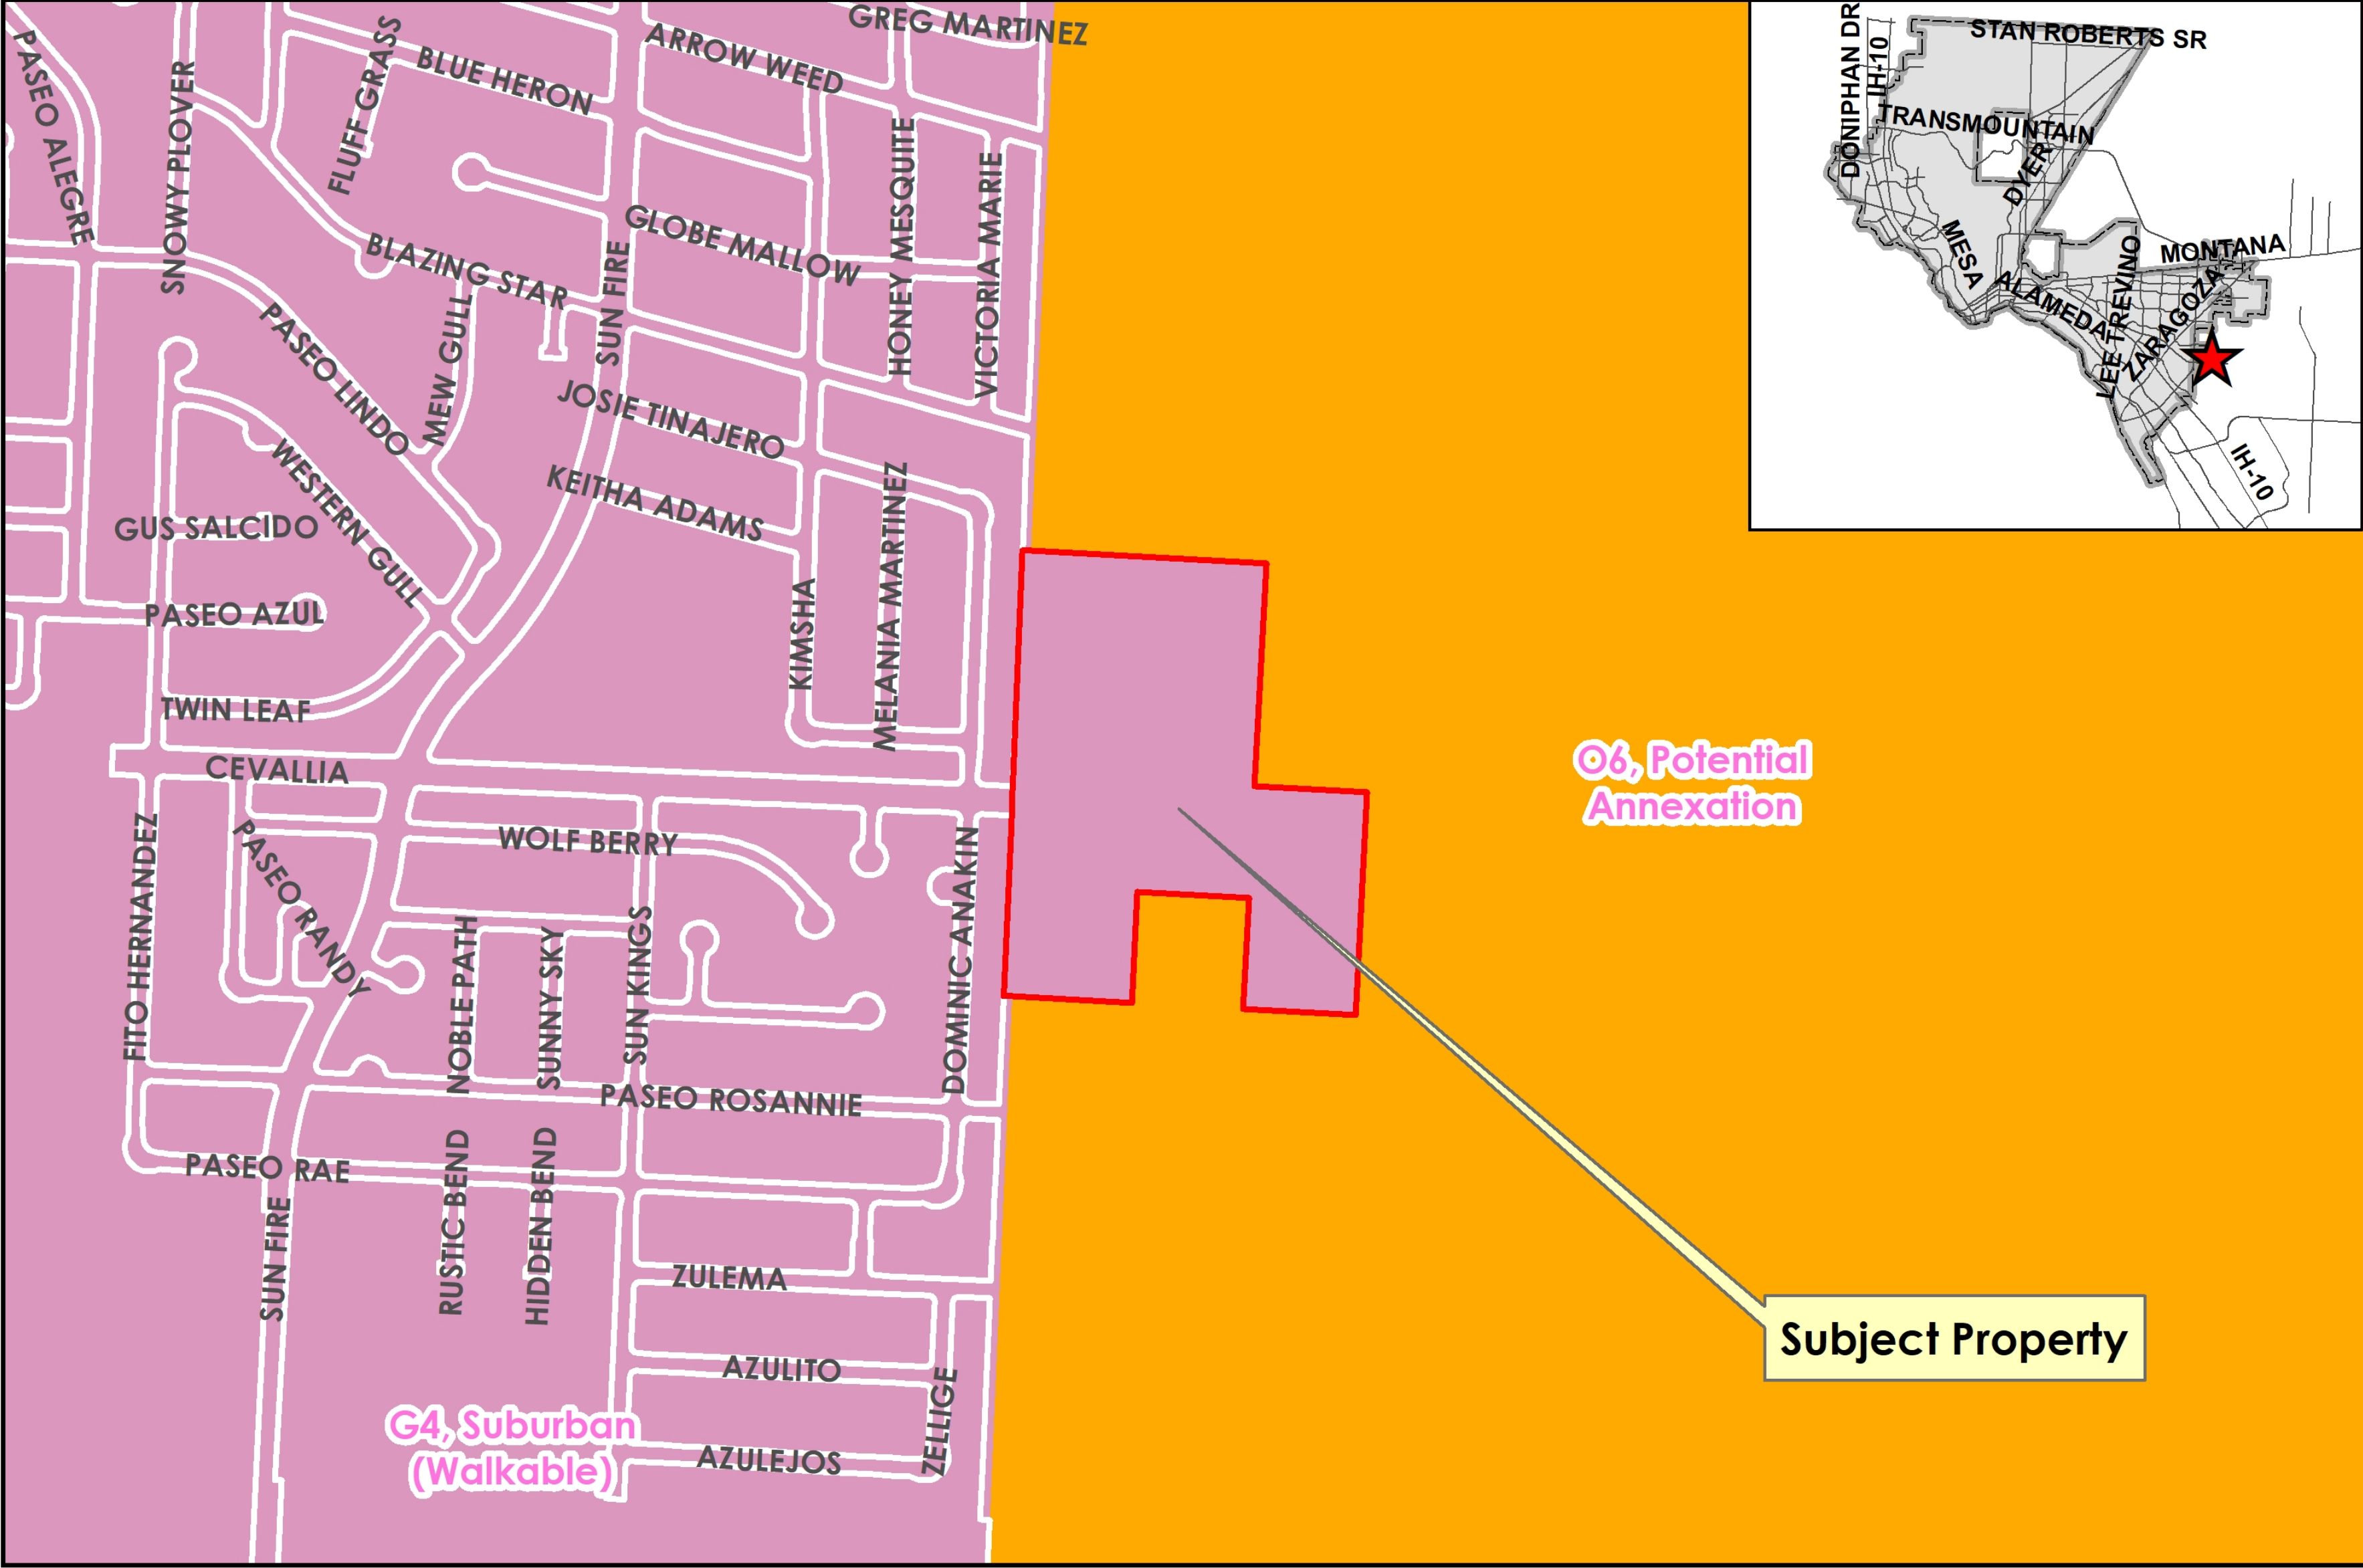 GREG MARTINEZ
ARROW WEED
PASEO ALEGRE
SNOWY PLOVER
FLUFF GRASS
BLUE HERON
HONEY MESQUITE
VICTORIA MARIE
GLOBE MALLOW
BLAZING STAR
SUN FIRE
PASEO LINDO
MEW GULL
JOSIE TINAJERO
WESTERN GULL
KEITHA ADAMS
MELANIA MARTINEZ
GUS SALCIDO
PASEO AZUL
KIMSHA
TWIN LEAF
CEVALLIA
FITO HERNANDEZ
PASEO RANDY
WOLF BERRY
NOBLE PATH
SUNNY SKY
SUN KINGS
DOMINIC ANAKIN
PASEO ROSANNIE
PASEO RAE
SUN FIRE
RUSTIC BEND
HIDDEN BEND
ZULEMA
AZULITO
ZELLIGE
AZULEJOS
G4, Suburban
(Walkable)
O6, Potential
Annexation
Subject Property
DONIPHAN DR
IH-10
STAN ROBERTS SR
TRANSMOUNTAIN
DYER
MESA
MONTANA
ALAMEDA
LEE TREVINO
ZARAGOZA
IH-10